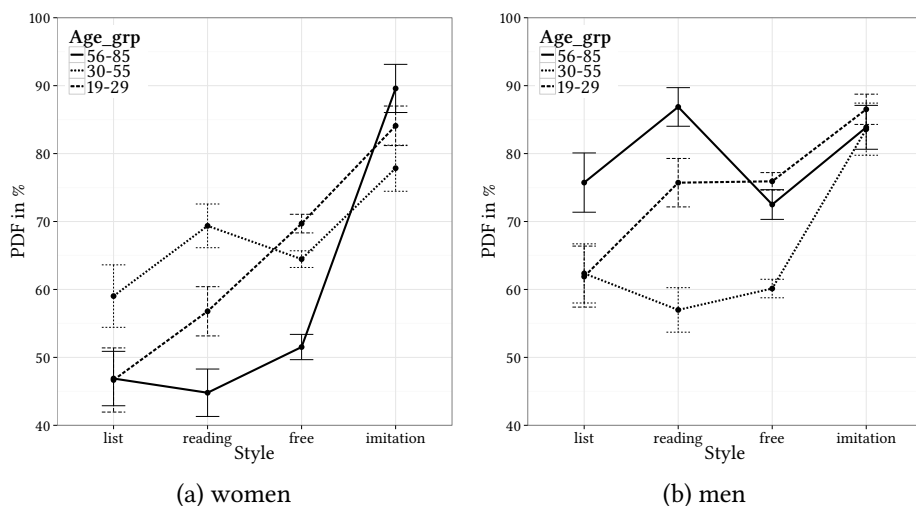 100
90
80
70
60
50
40
PDF in %
Age_grp
56-85
30-55
19-29
list reading free imitation
Style
(a) women
100
90
80
70
60
50
40
PDF in %
Age_grp
56-85
30-55
19-29
list reading free imitation
Style
(b) men